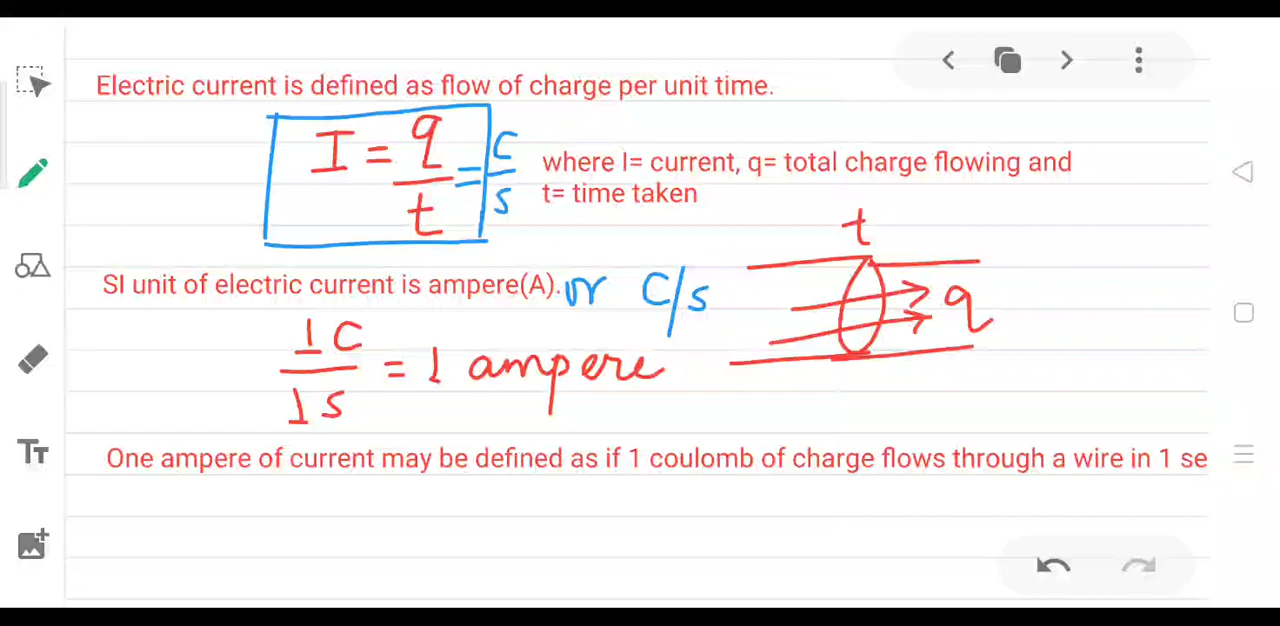 Electric current is defined as flow of charge per unit time.
I = q/t = C/s
where I= current, q= total charge flowing and
t= time taken
t
SI unit of electric current is ampere(A). or C/s
q
1C/1S = 1 ampere
One ampere of current may be defined as if 1 coulomb of charge flows through a wire in 1 se
TT